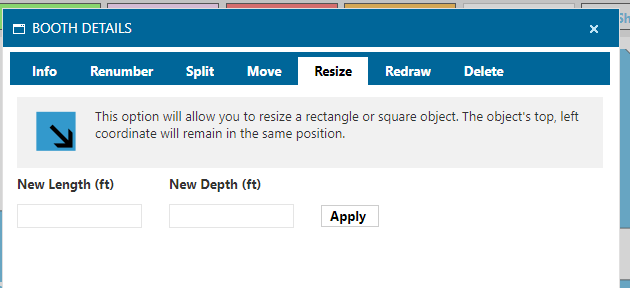 BOOTH DETAILS
Info Renumber Split Move Resize Redraw Delete
This option will allow you to resize a rectangle or square object. The object's top, left
coordinate will remain in the same position.
New Length (ft) New Depth (ft)
Apply